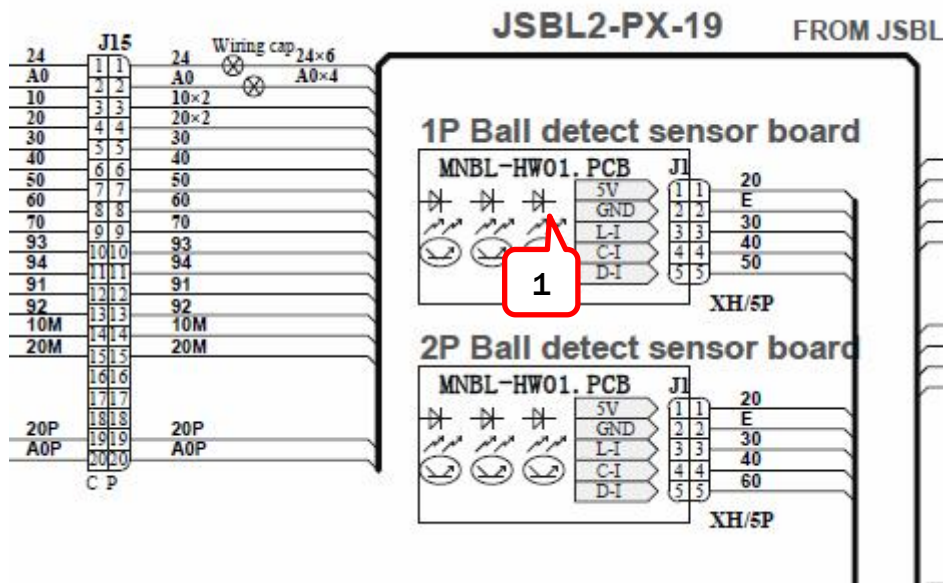 JSBL2-PX-19
FROM JSBL
J15
Wiring cap
24 1 1 24 24×6
A0 2 2 A0 A0×4
10 3 3 10×2
20 4 4 20×2
30 5 5 30
40 6 6 40
50 7 7 50
60 8 8 60
70 9 9 70
93 10 10 93
94 11 11 94
91 12 12 91
92 13 13 92
10M 14 14 10M
20M 15 15 20M
16 16
17 17
18 18
20P 19 19 20P
A0P 20 20 A0P
C P
1P Ball detect sensor board
MNBL-HW01.PCB J1
5V 1 1 20
GND 2 2 E
L-I 3 3 30
C-I 4 4 40
D-I 5 5 50
1
XH/5P
2P Ball detect sensor board
MNBL-HW01.PCB J1
5V 1 1 20
GND 2 2 E
L-I 3 3 30
C-I 4 4 40
D-I 5 5 60
XH/5P